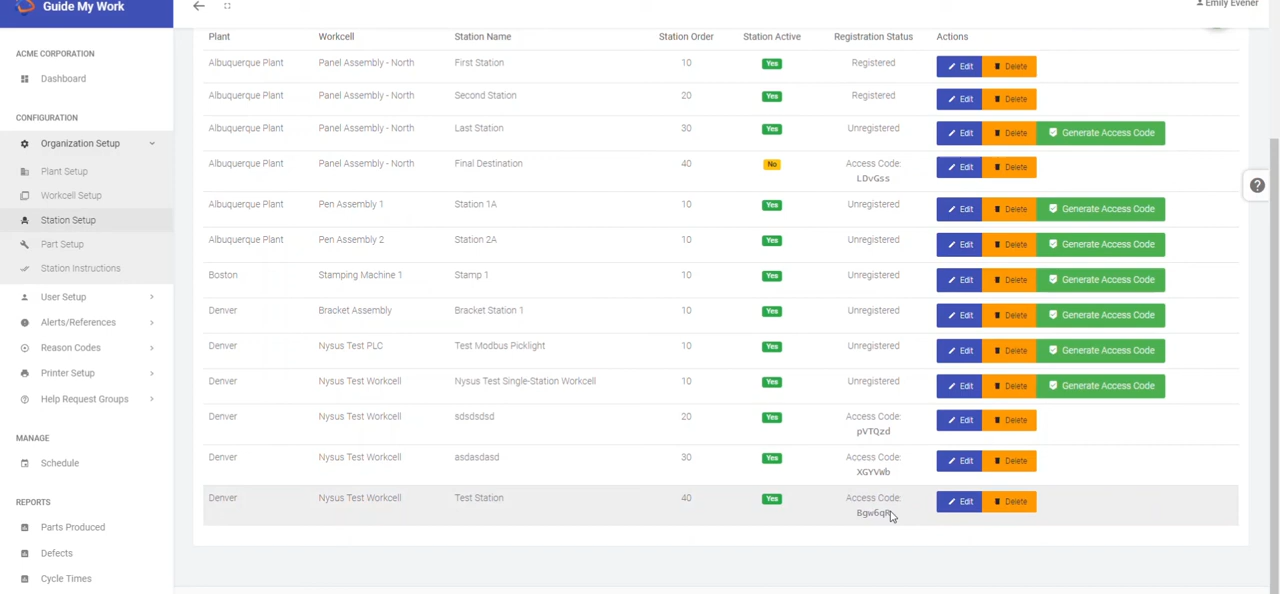 Guide My Work
Emily Evener
ACME CORPORATION
Dashboard
CONFIGURATION
Organization Setup
Plant Setup
Workcell Setup
Station Setup
Part Setup
Station Instructions
User Setup
Alerts/References
Reason Codes
Printer Setup
Help Request Groups
MANAGE
Schedule
REPORTS
Parts Produced
Defects
Cycle Times
Plant Workcell Station Name Station Order Station Active Registration Status Actions
Albuquerque Plant Panel Assembly - North First Station 10 Yes Registered Edit Delete
Albuquerque Plant Panel Assembly - North Second Station 20 Yes Registered Edit Delete
Albuquerque Plant Panel Assembly - North Last Station 30 Yes Unregistered Edit Delete Generate Access Code
Albuquerque Plant Panel Assembly - North Final Destination 40 No Access Code: Edit Delete
LDvGss
Albuquerque Plant Pen Assembly 1 Station 1A 10 Yes Unregistered Edit Delete Generate Access Code
Albuquerque Plant Pen Assembly 2 Station 2A 10 Yes Unregistered Edit Delete Generate Access Code
Boston Stamping Machine 1 Stamp 1 10 Yes Unregistered Edit Delete Generate Access Code
Denver Bracket Assembly Bracket Station 1 10 Yes Unregistered Edit Delete Generate Access Code
Denver Nysus Test PLC Test Modbus Picklight 10 Yes Unregistered Edit Delete Generate Access Code
Denver Nysus Test Workcell Nysus Test Single-Station Workcell 10 Yes Unregistered Edit Delete Generate Access Code
Denver Nysus Test Workcell sdsdsdsd 20 Yes Access Code: Edit Delete
pVTQzd
Denver Nysus Test Workcell asdasdasd 30 Yes Access Code: Edit Delete
XGYVWb
Denver Nysus Test Workcell Test Station 40 Yes Access Code: Edit Delete